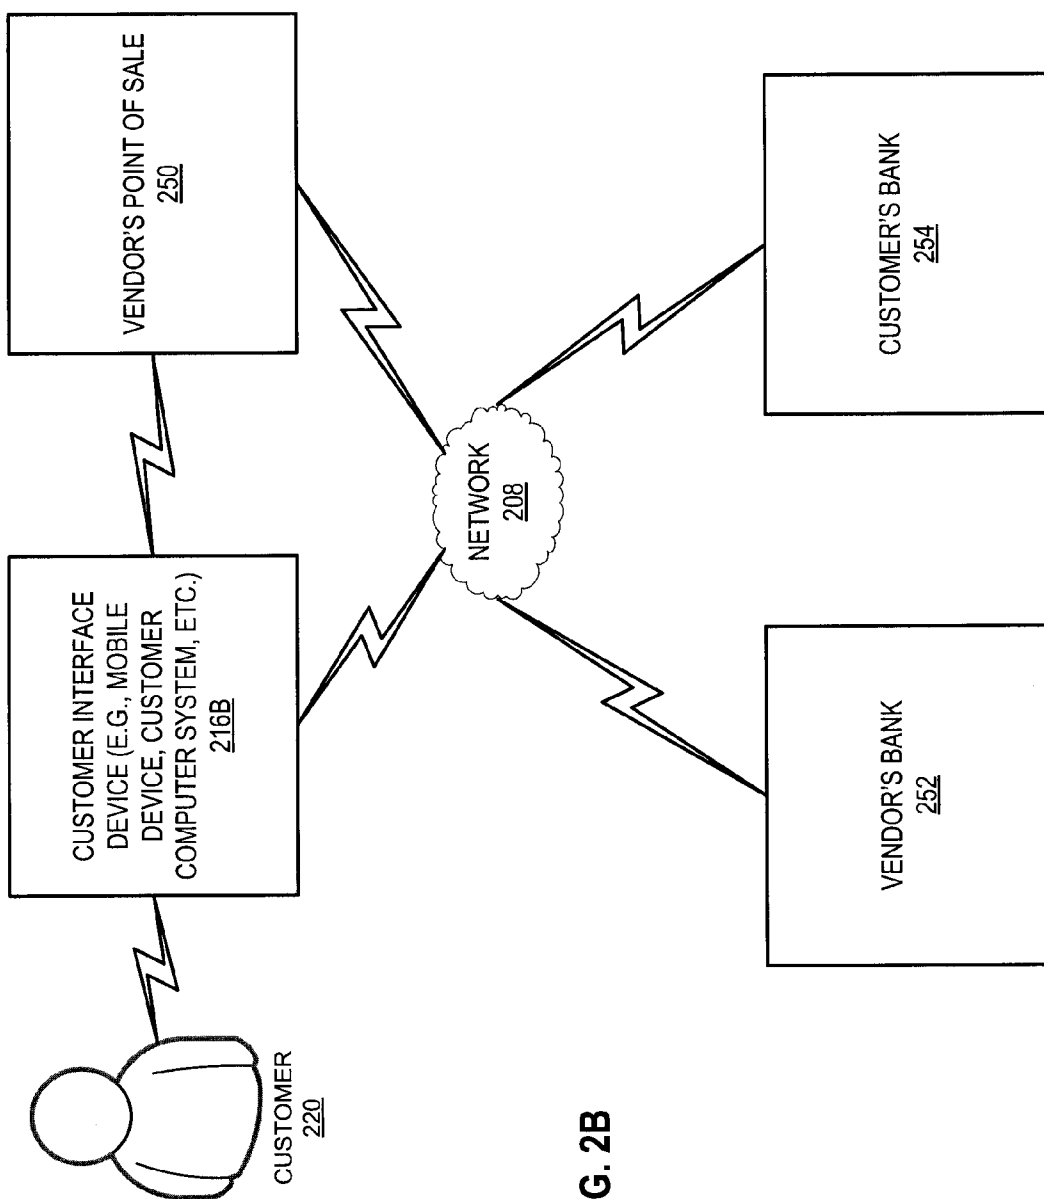 CUSTOMER
220
CUSTOMER INTERFACE
DEVICE (E.G., MOBILE
DEVICE, CUSTOMER
COMPUTER SYSTEM, ETC.)
216B
VENDOR'S POINT OF SALE
250
NETWORK
208
VENDOR'S BANK
252
CUSTOMER'S BANK
254
G. 2B